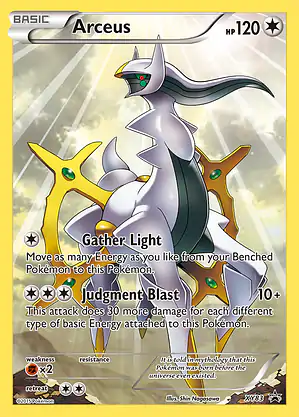 BASIC
Arceus
HP120
Gather Light
Move as many Energy as you like from your Benched
Pokémon to this Pokémon.
Judgment Blast 10+
This attack does 30 more damage for each different
type of basic Energy attached to this Pokémon.
weakness
resistance
×2
It is told in mythology that this
Pokémon was born before the
universe even existed.
retreat
©2015 Pokémon
Illus. Shin Nagasawa
XY83
PROMO